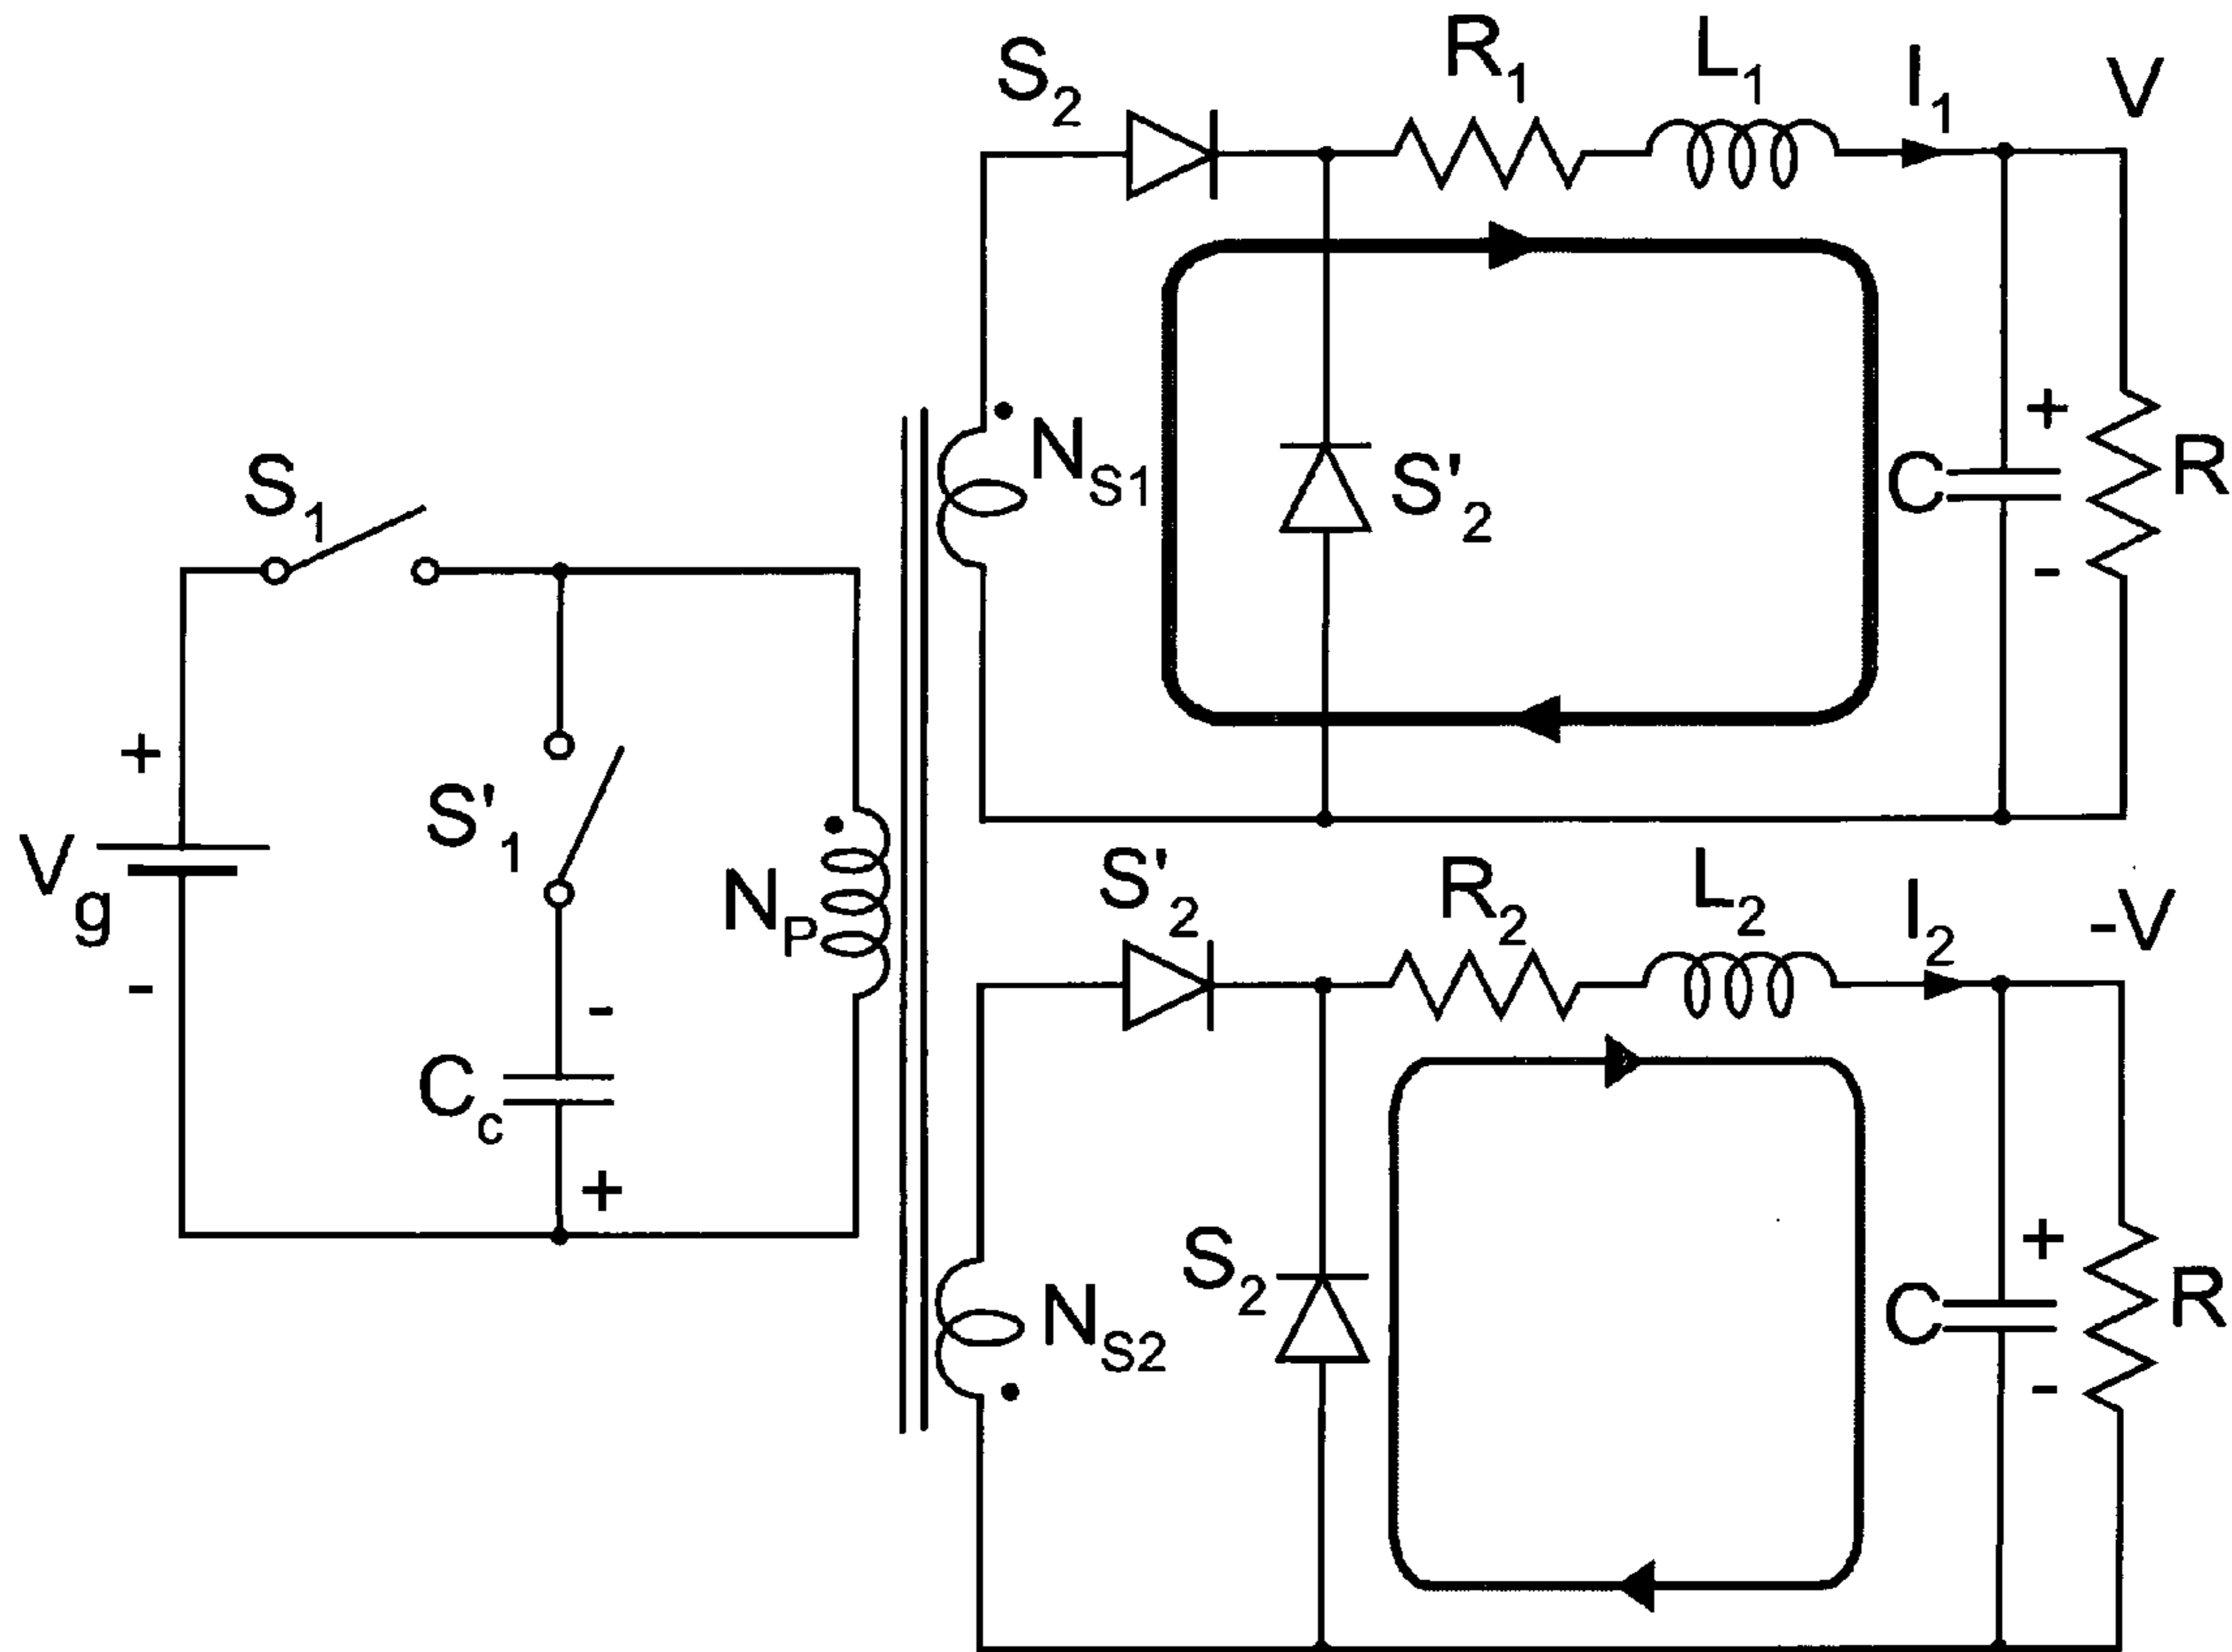 S2
R1
L1
I1
V
NS1
S'2
+
C
-
R
S1
+
Vg
-
S'1
-
Cc
+
NP
S'2
R2
L2
I2
-V
NS2
S2
+
C
-
R